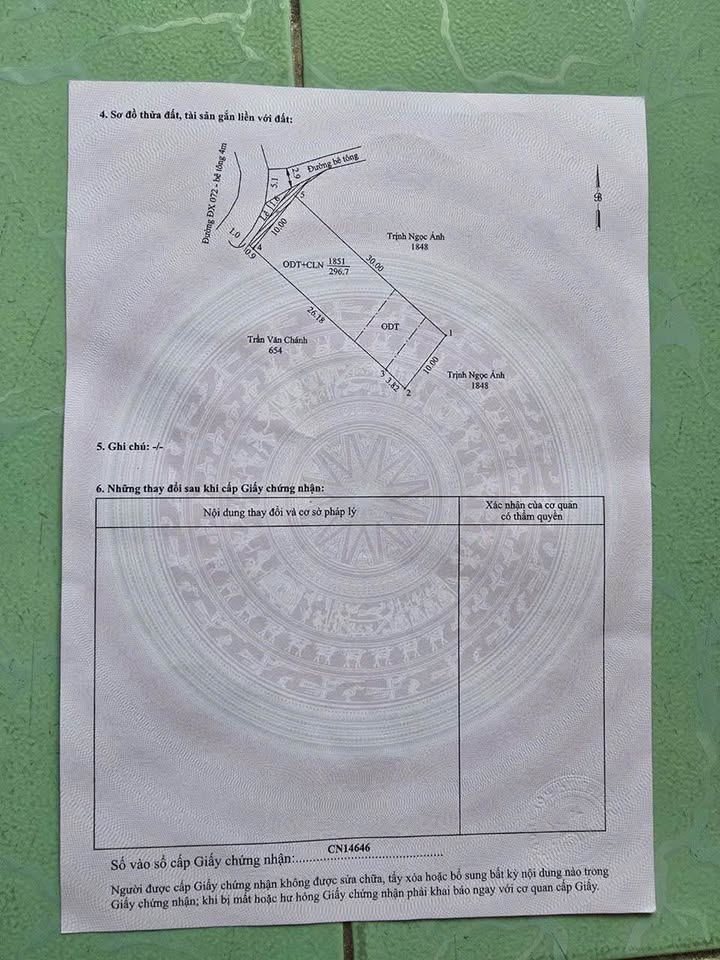 4. Sơ đồ thửa đất, tài sản gắn liền với đất:
Đường ĐX 072 - bê tông 4m
Đường bê tông
5.1
2.9
1.6
1.0
0.9
4
5
10.00
B
Trịnh Ngọc Ánh
1848
30.00
ODT+CLN 1851
296.7
26.18
ODT
1
Trần Văn Chánh
654
10.00
3
3.82
2
Trịnh Ngọc Ánh
1848
5. Ghi chú: -/-
6. Những thay đổi sau khi cấp Giấy chứng nhận:
Nội dung thay đổi và cơ sở pháp lý
Xác nhận của cơ quan
có thẩm quyền
CN14646
Số vào sổ cấp Giấy chứng nhận:
Người được cấp Giấy chứng nhận không được sửa chữa, tẩy xóa hoặc bổ sung bất kỳ nội dung nào trong
Giấy chứng nhận; khi bị mất hoặc hư hỏng Giấy chứng nhận phải khai báo ngay với cơ quan cấp Giấy.